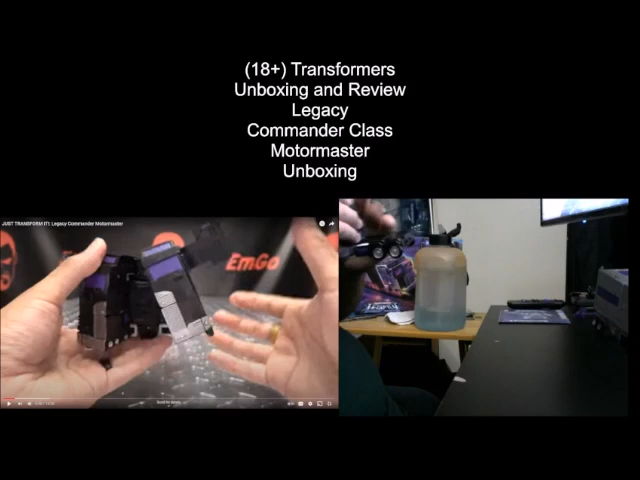 (18+) Transformers
Unboxing and Review
Legacy
Commander Class
Motormaster
Unboxing
JUST TRANSFORM IT!: Legacy Commander Motormaster
EmGo